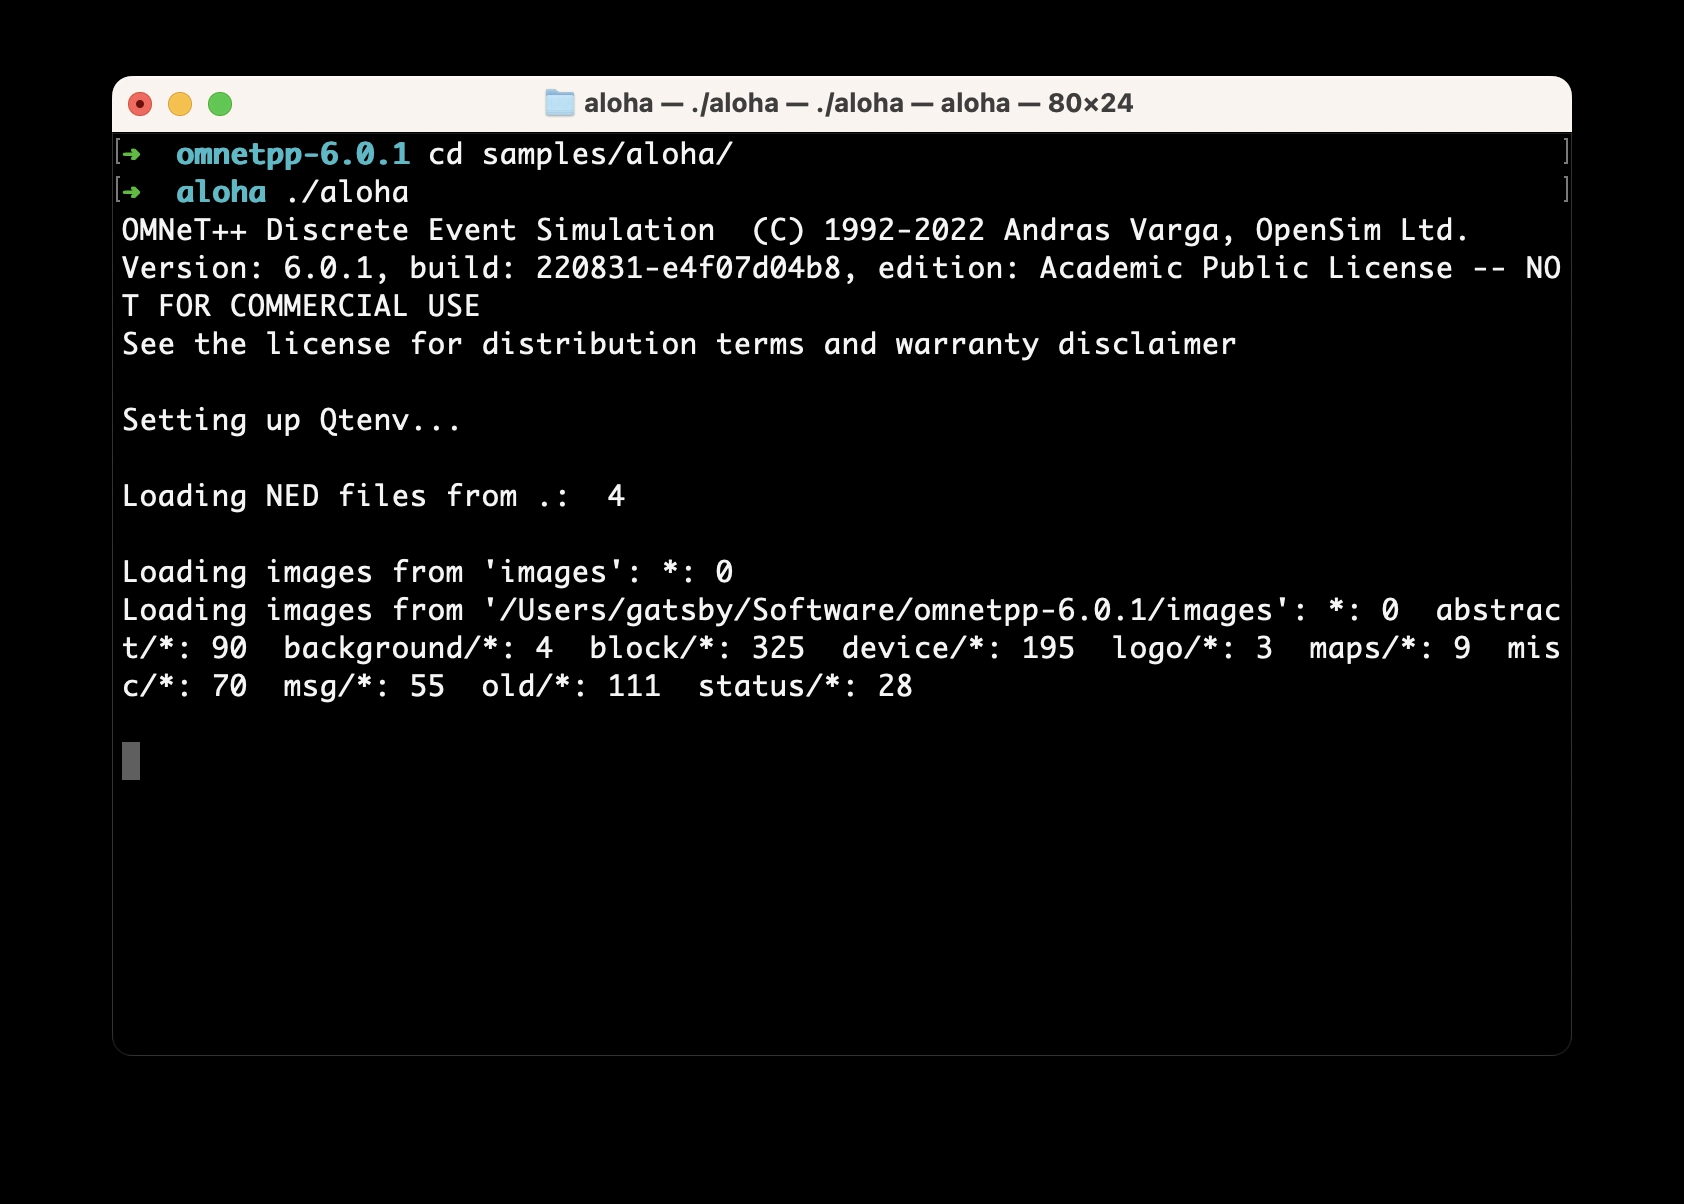 aloha — ./aloha — ./aloha — aloha — 80×24
[➜  omnetpp-6.0.1 cd samples/aloha/ ]
[➜  aloha ./aloha ]
OMNeT++ Discrete Event Simulation  (C) 1992-2022 Andras Varga, OpenSim Ltd.
Version: 6.0.1, build: 220831-e4f07d04b8, edition: Academic Public License -- NO
T FOR COMMERCIAL USE
See the license for distribution terms and warranty disclaimer
Setting up Qtenv...
Loading NED files from .:  4
Loading images from 'images': *: 0
Loading images from '/Users/gatsby/Software/omnetpp-6.0.1/images': *: 0  abstrac
t/*: 90  background/*: 4  block/*: 325  device/*: 195  logo/*: 3  maps/*: 9  mis
c/*: 70  msg/*: 55  old/*: 111  status/*: 28